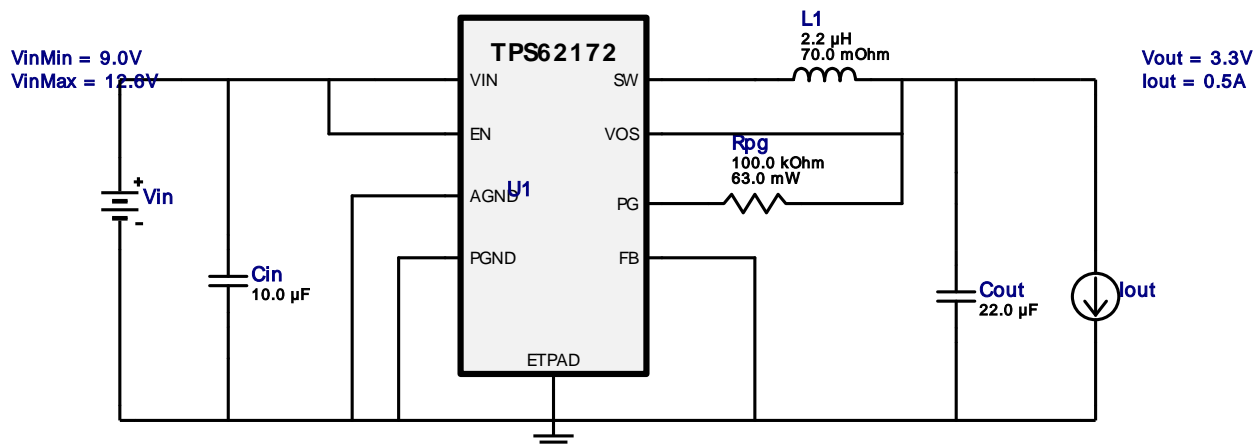 L1
2.2 µH
70.0 mOhm
VinMin = 9.0V
VinMax = 12.6V
TPS62172
Vout = 3.3V
Iout = 0.5A
VIN
SW
EN
VOS
Rpg
100.0 kOhm
63.0 mW
AGND
U1
PG
+
Vin
-
PGND
FB
Cin
10.0 µF
Cout
22.0 µF
Iout
ETPAD